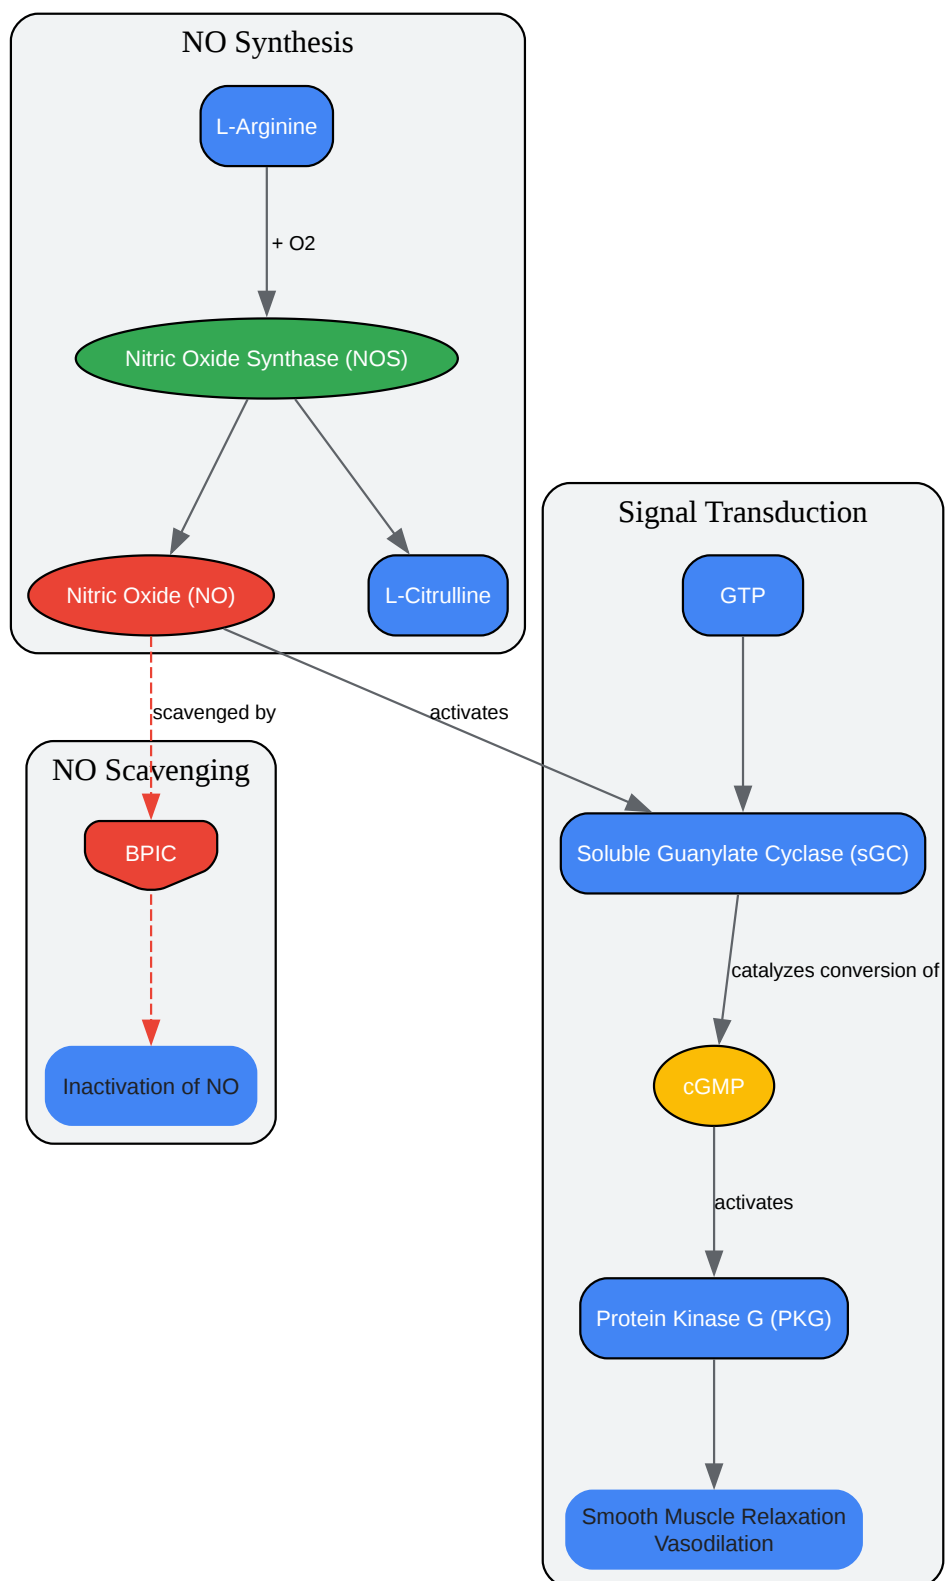 NO Synthesis
L-Arginine
+ O2
Nitric Oxide Synthase (NOS)
Nitric Oxide (NO)
L-Citrulline
scavenged by
activates
NO Scavenging
BPIC
Inactivation of NO
Signal Transduction
GTP
Soluble Guanylate Cyclase (sGC)
catalyzes conversion of
cGMP
activates
Protein Kinase G (PKG)
Smooth Muscle Relaxation
Vasodilation